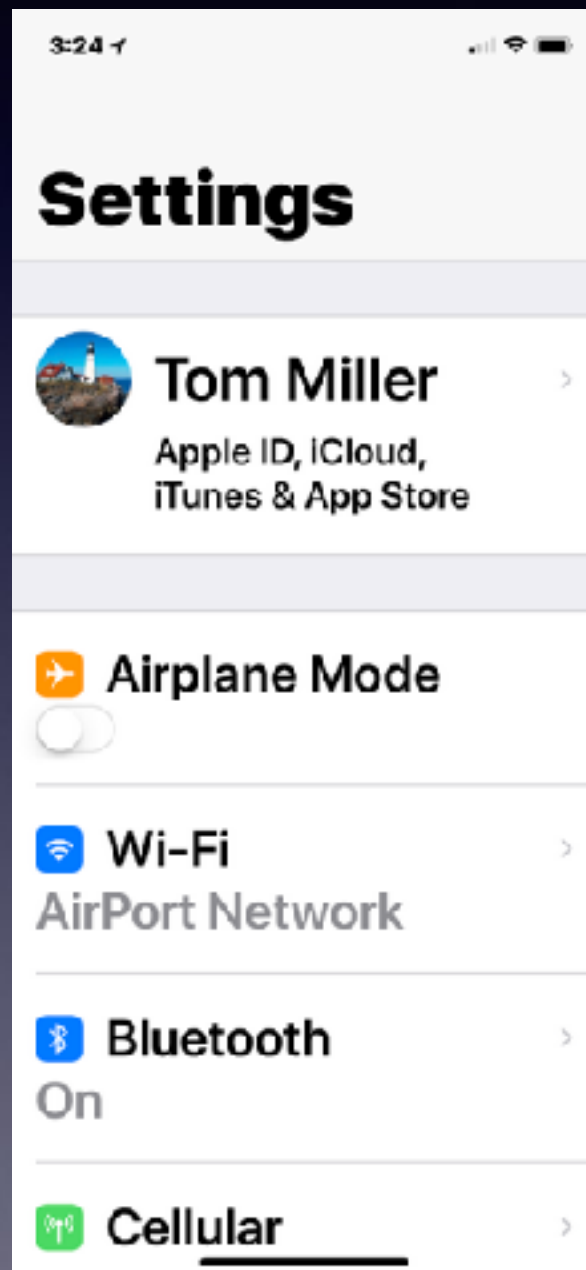 3:24
Settings
Tom Miller
Apple ID, iCloud,
iTunes & App Store
Airplane Mode
Wi-Fi
AirPort Network
Bluetooth
On
Cellular